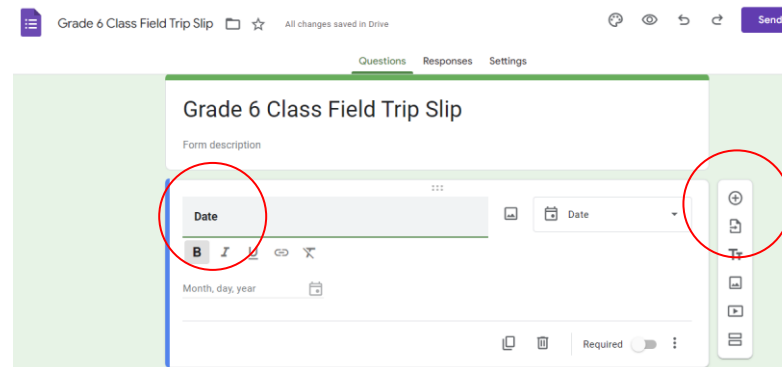 Grade 6 Class Field Trip Slip All changes saved in Drive Send
Questions Responses Settings
Grade 6 Class Field Trip Slip
Form description
Date Date
B I U
Tт
Month, day, year
Required